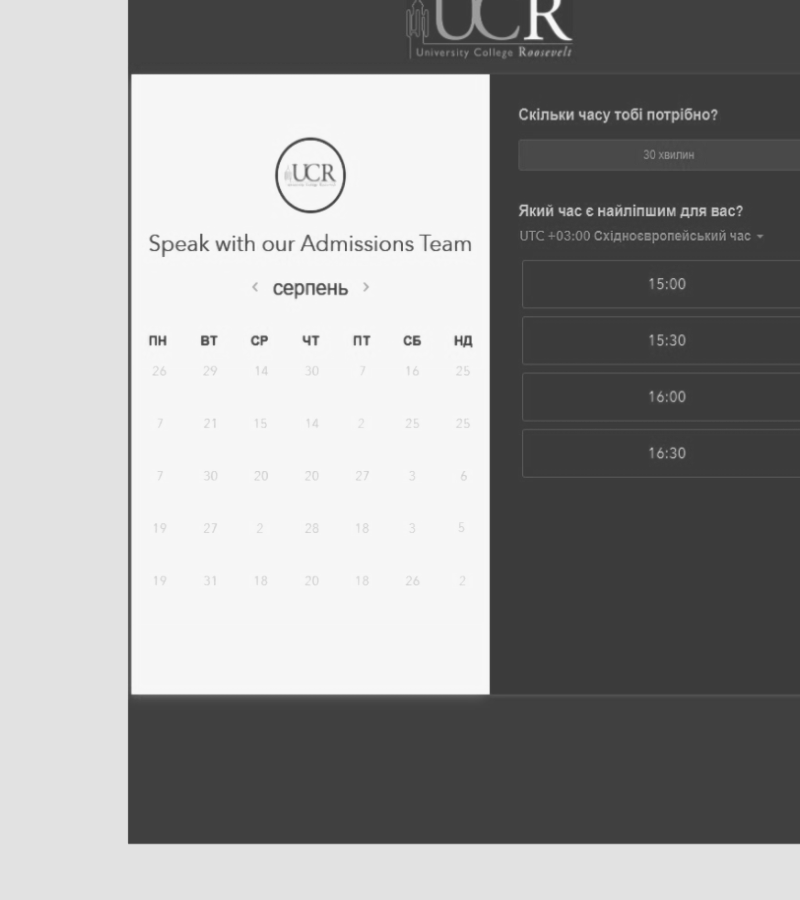 UCR
University College Roosevelt
UCR
Speak with our Admissions Team
серпень
ПН ВТ СР ЧТ ПТ СБ НД
26 29 14 30 7 16 25
7 21 15 14 2 25 25
7 30 20 20 27 3 6
19 27 2 28 18 3 5
19 31 18 20 18 26 2
Скільки часу тобі потрібно?
30 хвилин
Який час є найліпшим для вас?
UTC +03:00 Східноєвропейський час
15:00
15:30
16:00
16:30